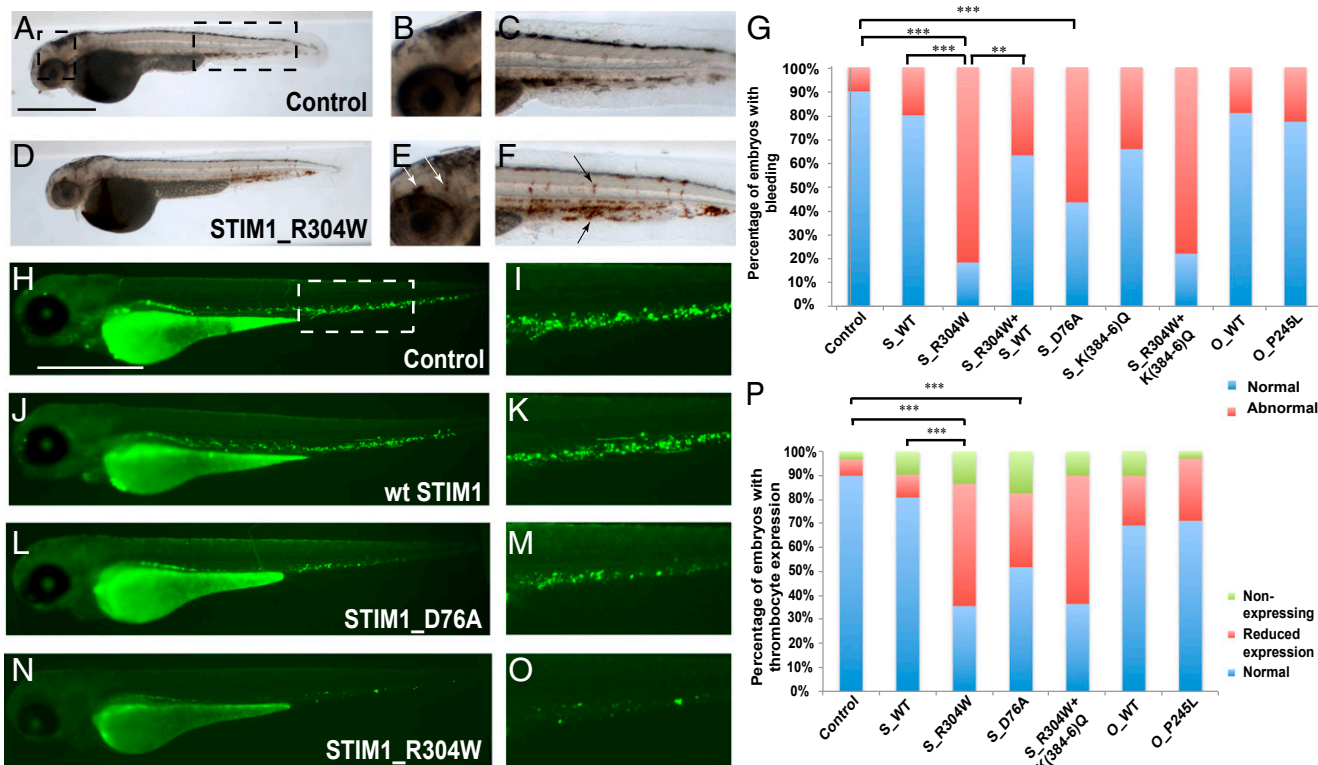 A
Control
B
C
D
STIM1_R304W
E
F
G
***
***
***
**
Percentage of embryos with
bleeding
100%
90%
80%
70%
60%
50%
40%
30%
20%
10%
0%
Control
S_WT
S_R304W
S_R304W+
S_WT
S_D76A
S_K(384-6)Q
S_R304W+
K(384-6)Q
O_WT
O_P245L
Normal
Abnormal
H
Control
I
J
wt STIM1
K
L
STIM1_D76A
M
N
STIM1_R304W
O
P
***
***
***
Percentage of embryos with
thrombocyte expression
100%
90%
80%
70%
60%
50%
40%
30%
20%
10%
0%
Control
S_WT
S_R304W
S_D76A
S_R304W+
K(384-6)Q
O_WT
O_P245L
Non-
expressing
Reduced
expression
Normal